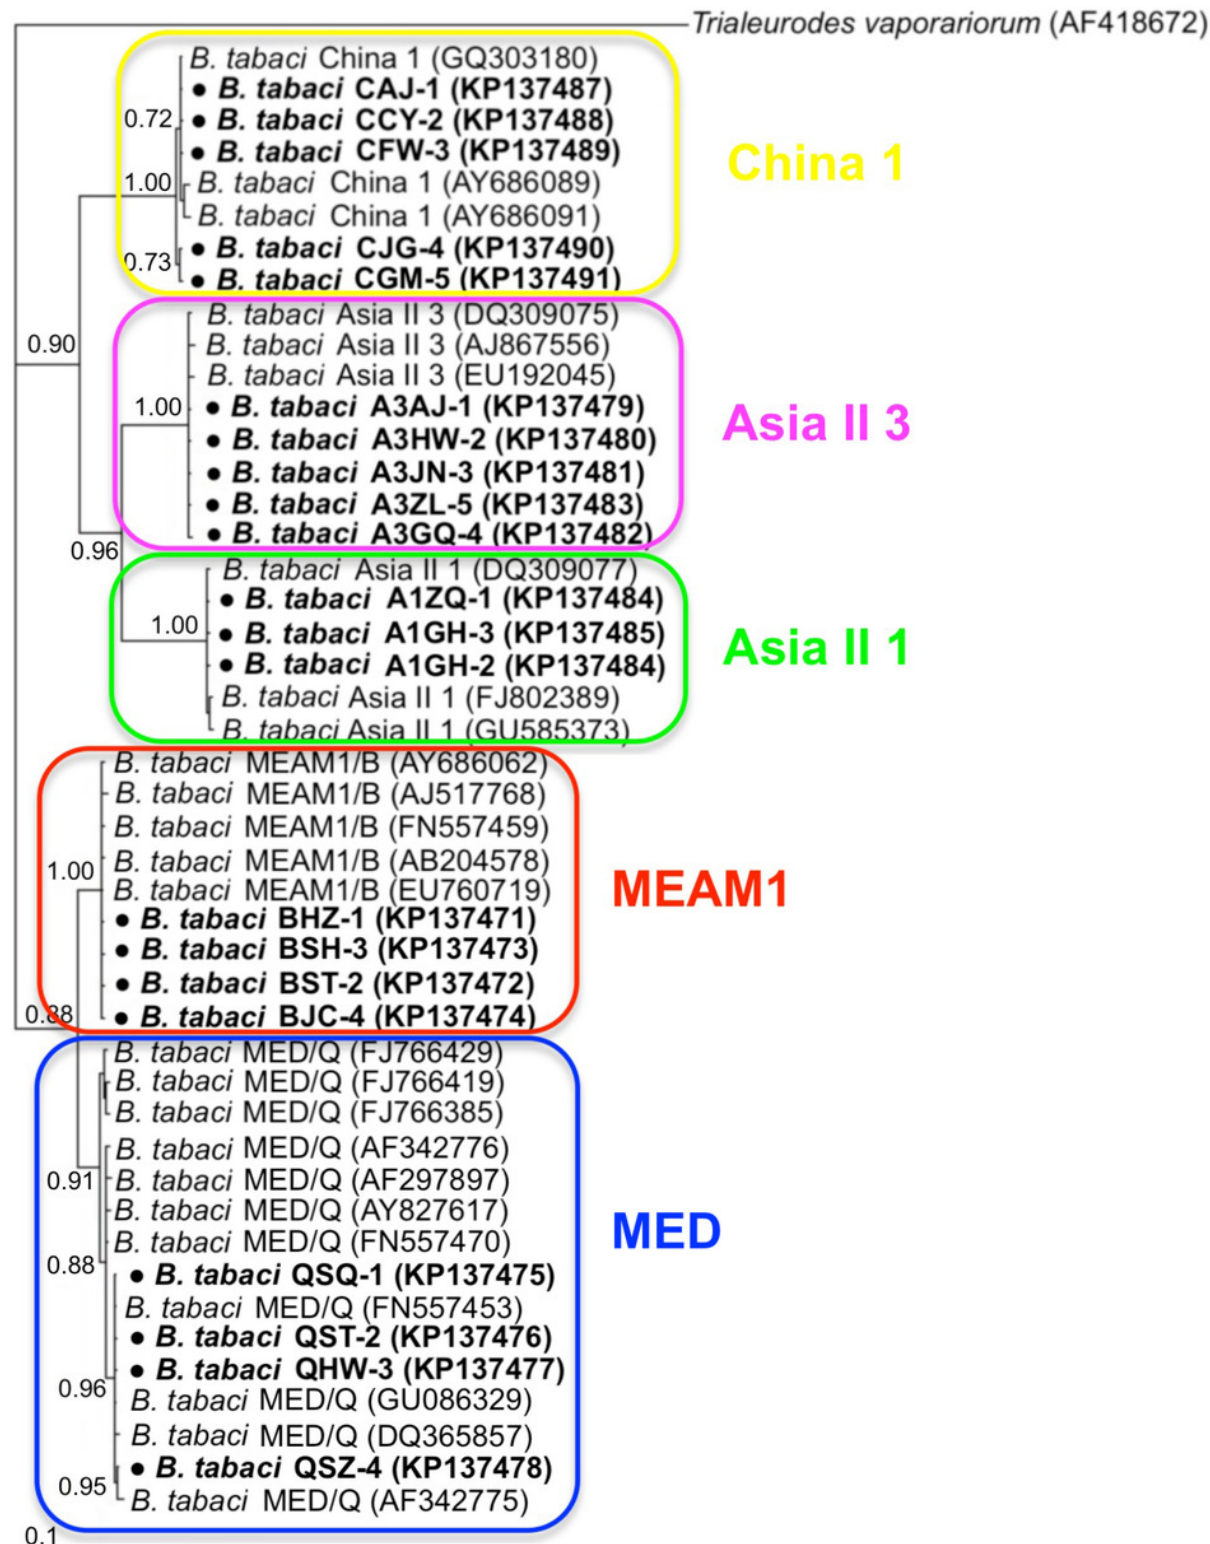 Trialeurodes vaporariorum (AF418672)
B. tabaci China 1 (GQ303180)
• B. tabaci CAJ-1 (KP137487)
0.72 • B. tabaci CCY-2 (KP137488)
• B. tabaci CFW-3 (KP137489)
China 1
1.00 B. tabaci China 1 (AY686089)
B. tabaci China 1 (AY686091)
• B. tabaci CJG-4 (KP137490)
0.73
• B. tabaci CGM-5 (KP137491)
B. tabaci Asia II 3 (DQ309075)
0.90 B. tabaci Asia II 3 (AJ867556)
B. tabaci Asia II 3 (EU192045)
1.00 • B. tabaci A3AJ-1 (KP137479)
Asia II 3
• B. tabaci A3HW-2 (KP137480)
• B. tabaci A3JN-3 (KP137481)
• B. tabaci A3ZL-5 (KP137483)
• B. tabaci A3GQ-4 (KP137482)
0.96
B. tabaci Asia II 1 (DQ309077)
• B. tabaci A1ZQ-1 (KP137484)
1.00 • B. tabaci A1GH-3 (KP137485)
Asia II 1
• B. tabaci A1GH-2 (KP137484)
B. tabaci Asia II 1 (FJ802389)
B. tabaci Asia II 1 (GU585373)
B. tabaci MEAM1/B (AY686062)
B. tabaci MEAM1/B (AJ517768)
B. tabaci MEAM1/B (FN557459)
B. tabaci MEAM1/B (AB204578)
1.00
B. tabaci MEAM1/B (EU760719)
MEAM1
• B. tabaci BHZ-1 (KP137471)
• B. tabaci BSH-3 (KP137473)
• B. tabaci BST-2 (KP137472)
0.88 • B. tabaci BJC-4 (KP137474)
B. tabaci MED/Q (FJ766429)
B. tabaci MED/Q (FJ766419)
B. tabaci MED/Q (FJ766385)
B. tabaci MED/Q (AF342776)
0.91 B. tabaci MED/Q (AF297897)
B. tabaci MED/Q (AY827617)
MED
B. tabaci MED/Q (FN557470)
0.88
• B. tabaci QSQ-1 (KP137475)
B. tabaci MED/Q (FN557453)
• B. tabaci QST-2 (KP137476)
• B. tabaci QHW-3 (KP137477)
0.96
B. tabaci MED/Q (GU086329)
B. tabaci MED/Q (DQ365857)
• B. tabaci QSZ-4 (KP137478)
0.95
B. tabaci MED/Q (AF342775)
0.1